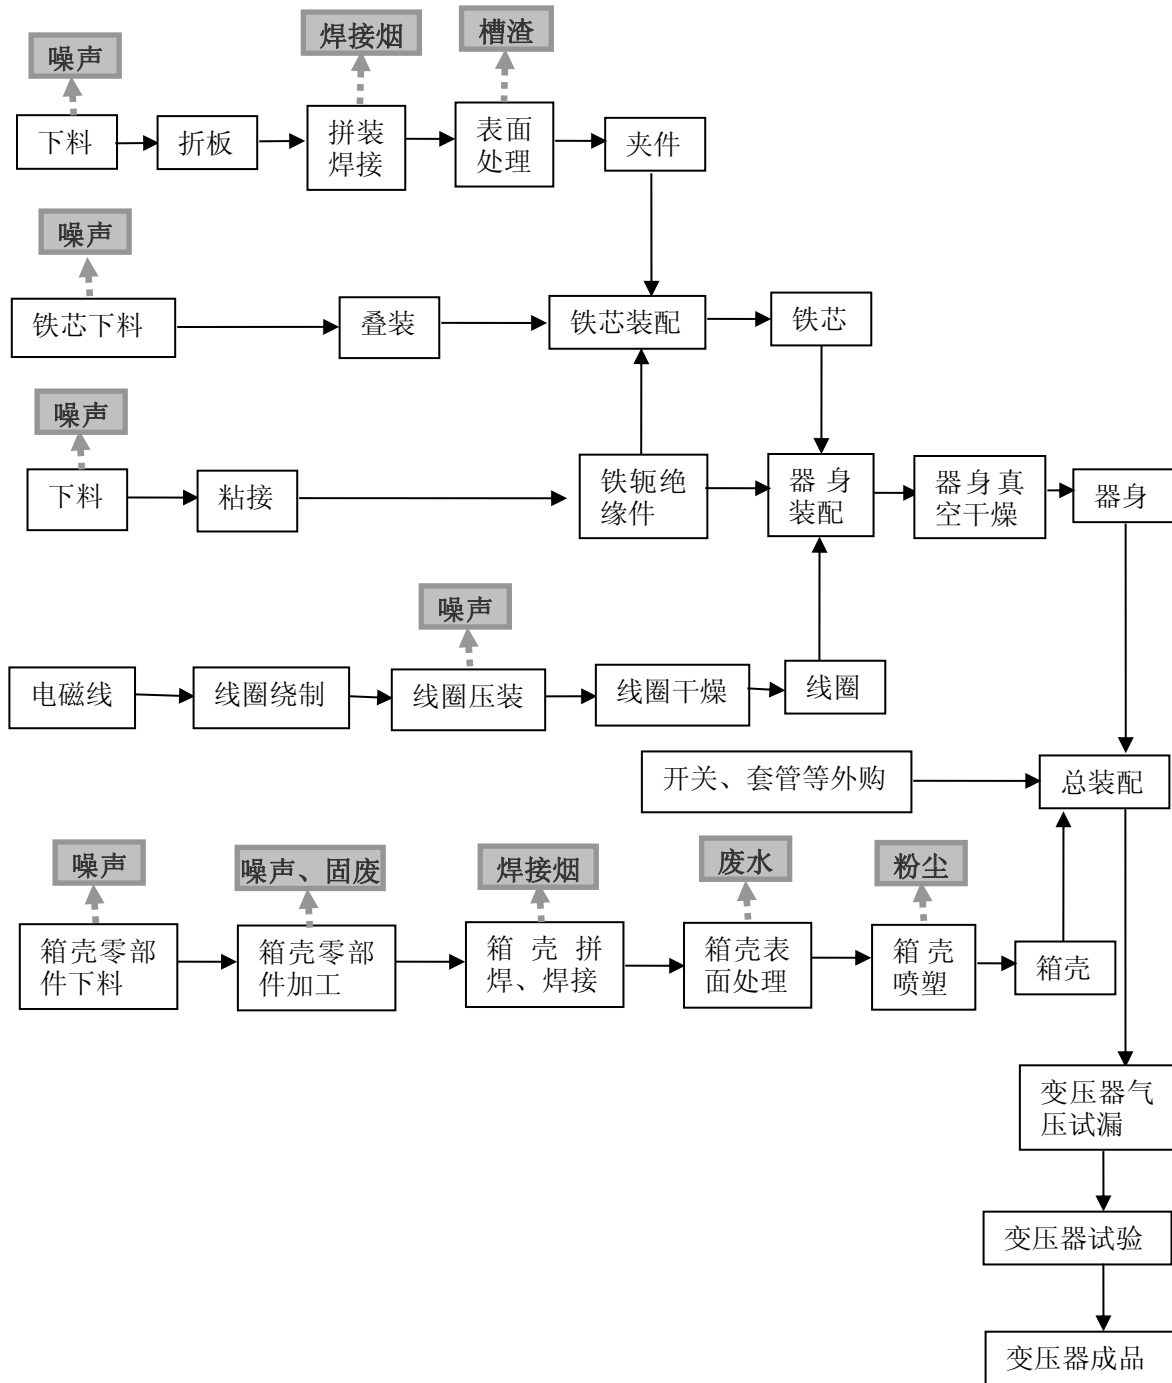 焊接烟
槽渣
噪声
下料
折板
拼装
焊接
表面
处理
夹件
噪声
铁芯下料
叠装
铁芯装配
铁芯
噪声
下料
粘接
铁轭绝
缘件
器身
装配
器身真
空干燥
器身
噪声
电磁线
线圈绕制
线圈压装
线圈干燥
线圈
开关、套管等外购
总装配
噪声
噪声、固废
焊接烟
废水
粉尘
箱壳零部
件下料
箱壳零部
件加工
箱壳拼
焊、焊接
箱壳表
面处理
箱壳
喷塑
箱壳
变压器气
压试漏
变压器试验
变压器成品